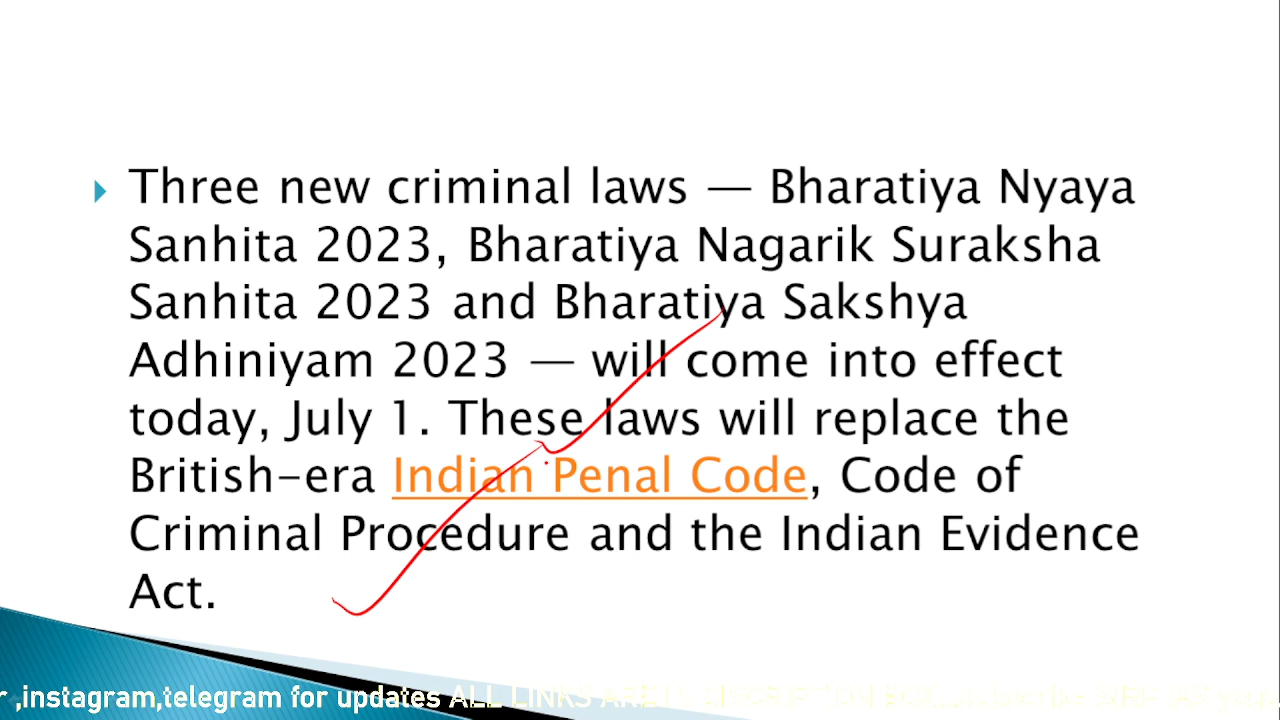 Three new criminal laws — Bharatiya Nyaya
Sanhita 2023, Bharatiya Nagarik Suraksha
Sanhita 2023 and Bharatiya Sakshya
Adhiniyam 2023 — will come into effect
today, July 1. These laws will replace the
British-era Indian Penal Code, Code of
Criminal Procedure and the Indian Evidence
Act.
r ,instagram,telegram for updates ALL LINKS ARE